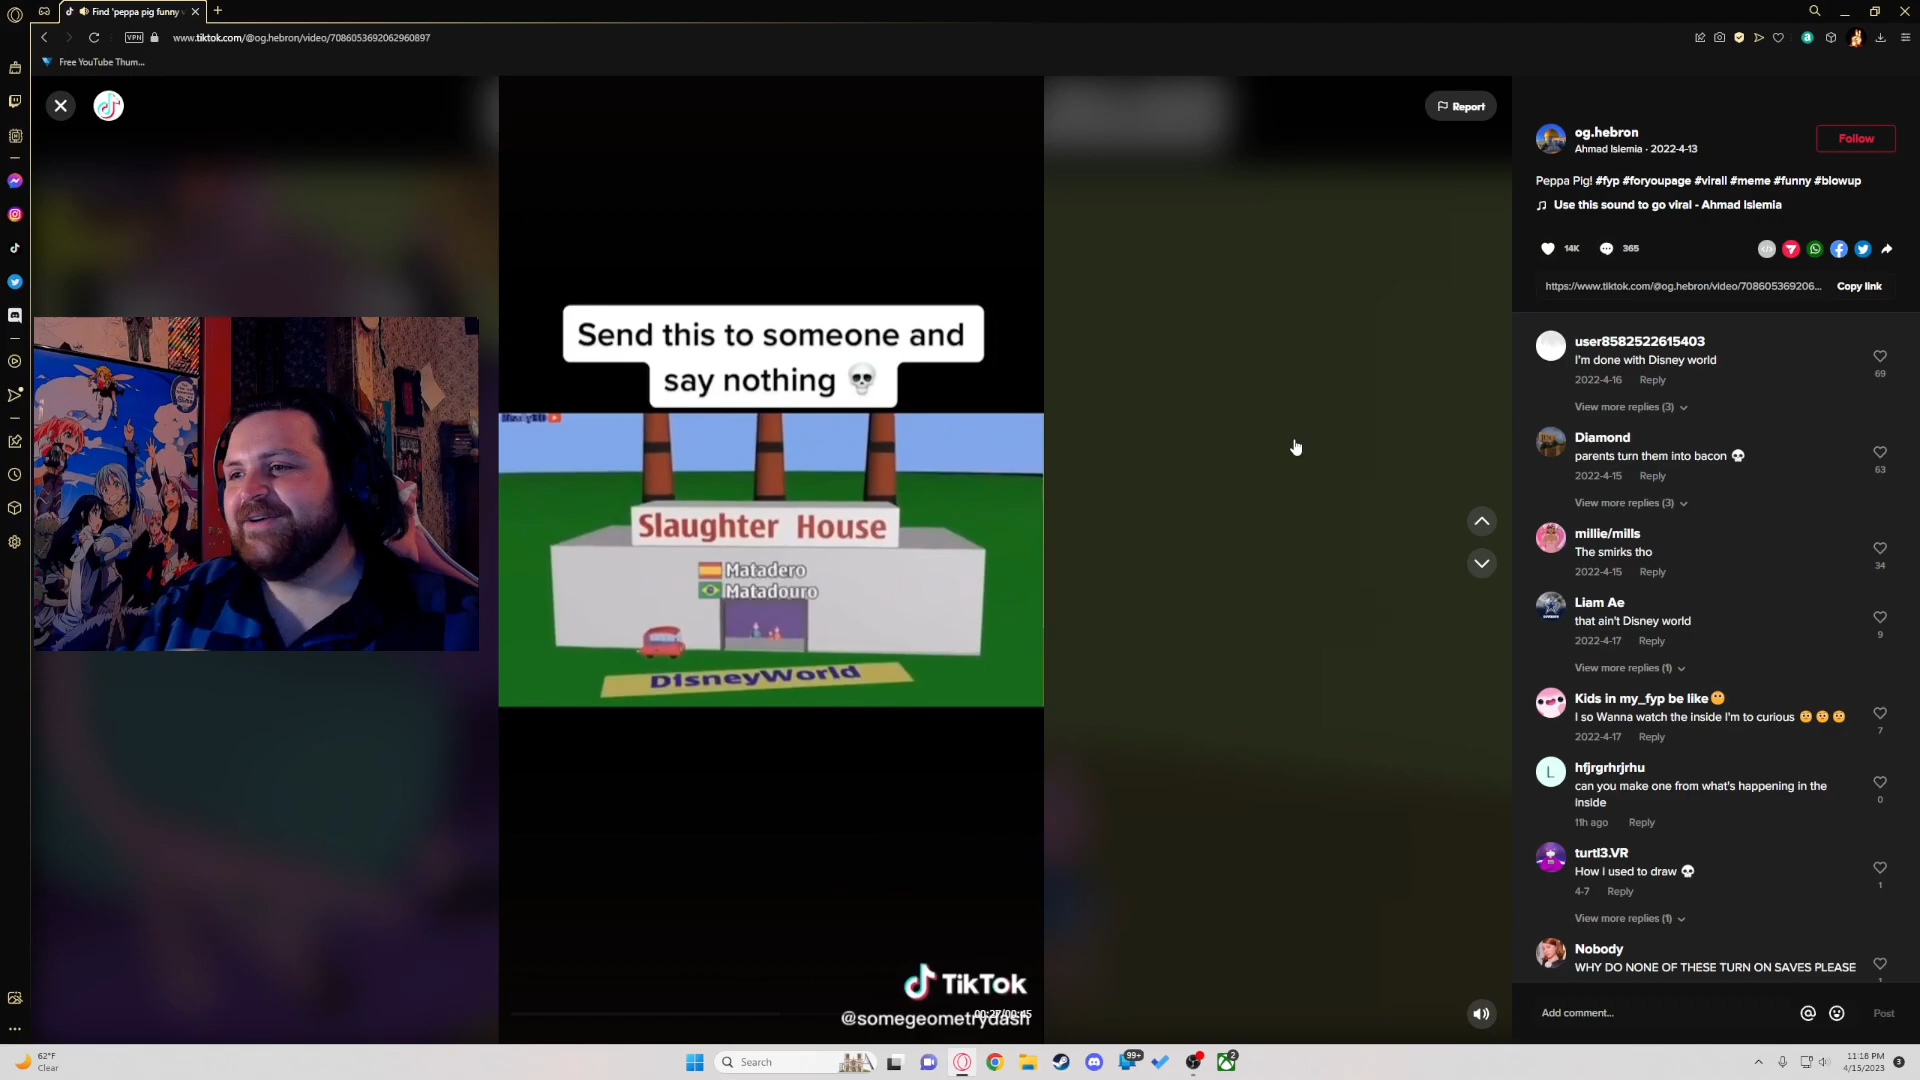 Find 'peppa pig funny
www.tiktok.com/@og.hebron/video/7086053692062960897
VPN
Free YouTube Thum...
Report
Send this to someone and
say nothing 💀
Slaughter House
Matadero
Matadouro
DisneyWorld
TikTok
@somegeometrydash
00:27/00:45
og.hebron
Ahmad Islemia · 2022-4-13
Follow
Peppa Pig! #fyp #foryoupage #virall #meme #funny #blowup
Use this sound to go viral - Ahmad Islemia
14K
365
https://www.tiktok.com/@og.hebron/video/708605369206...
Copy link
user8582522615403
I'm done with Disney world
2022-4-16 Reply
69
View more replies (3)
Diamond
parents turn them into bacon 💀
2022-4-15 Reply
63
View more replies (3)
millie/mills
The smirks tho
2022-4-15 Reply
34
Liam Ae
that ain't Disney world
2022-4-17 Reply
9
View more replies (1)
Kids in my_fyp be like
I so Wanna watch the inside I'm to curious
2022-4-17 Reply
7
L
hfjrgrhrjrhu
can you make one from what's happening in the
inside
11h ago Reply
0
turtl3.VR
How i used to draw 💀
4-7 Reply
1
View more replies (1)
Nobody
WHY DO NONE OF THESE TURN ON SAVES PLEASE
Add comment...
Post
62°F
Clear
Search
99+
2
11:18 PM
4/15/2023
3